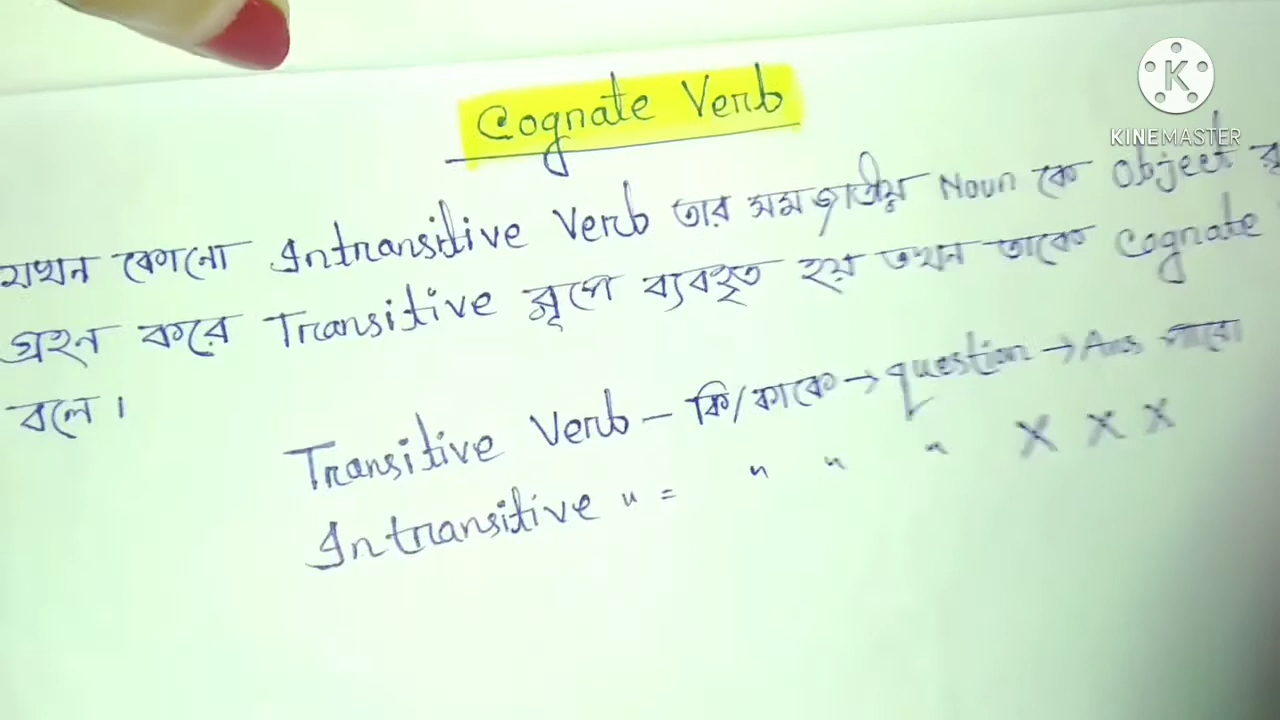 Cognate Verb
KINEMASTER
যখন কোনো Intransitive Verb তার সমজাতীয় Noun কে Object
গ্রহন করে Transitive রূপে ব্যবহৃত হয় তখন তাকে Cognate
বলে।
Transitive Verb – কি/কাকে → question → Ans পাবো
Intransitive " = " " " X X X